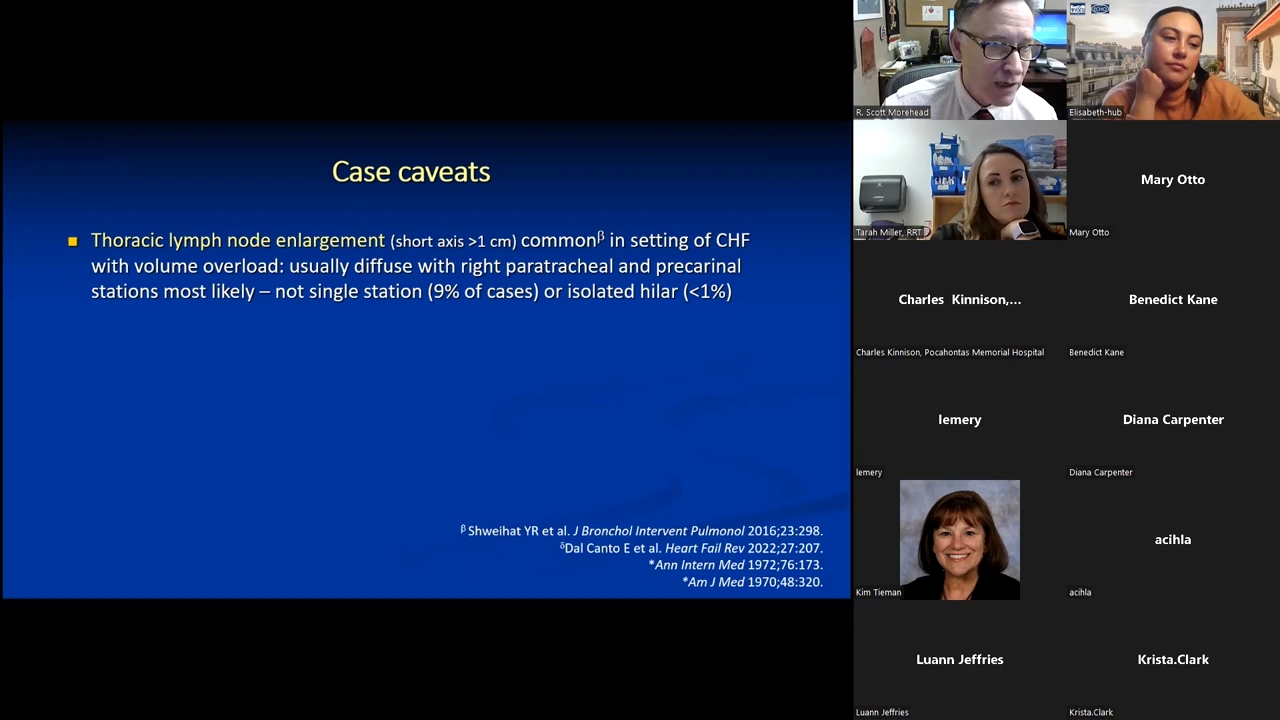 Case caveats
Thoracic lymph node enlargement (short axis >1 cm) commonᵝ in setting of CHF
with volume overload: usually diffuse with right paratracheal and precarinal
stations most likely – not single station (9% of cases) or isolated hilar (<1%)
ᵝ Shweihat YR et al. J Bronchol Intervent Pulmonol 2016;23:298.
ᵟDal Canto E et al. Heart Fail Rev 2022;27:207.
*Ann Intern Med 1972;76:173.
*Am J Med 1970;48:320.
R. Scott Morehead
Elisabeth-hub
Tarah Miller, RRT
Mary Otto
Mary Otto
Charles Kinnison,...
Charles Kinnison, Pocahontas Memorial Hospital
Benedict Kane
Benedict Kane
lemery
lemery
Diana Carpenter
Diana Carpenter
Kim Tieman
acihla
acihla
Luann Jeffries
Luann Jeffries
Krista.Clark
Krista.Clark